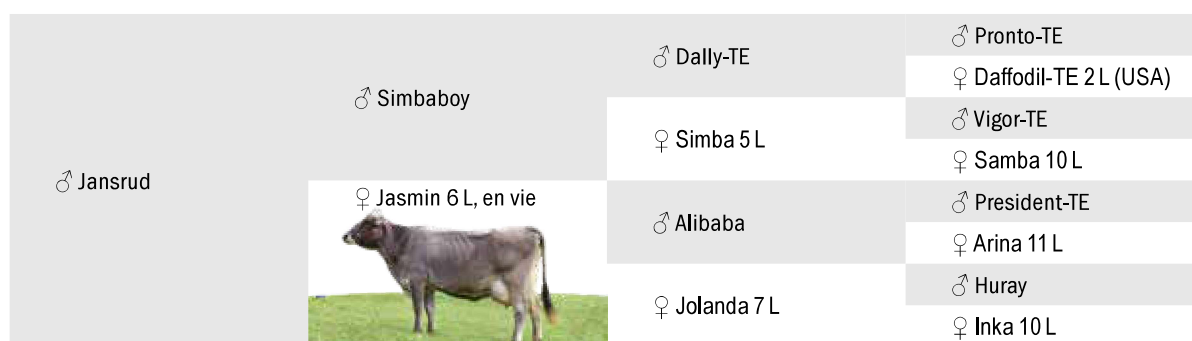 ♂ Jansrud
♂ Simbaboy
♀ Jasmin 6 L, en vie
♂ Dally-TE
♀ Simba 5 L
♂ Alibaba
♀ Jolanda 7 L
♂ Pronto-TE
♀ Daffodil-TE 2 L (USA)
♂ Vigor-TE
♀ Samba 10 L
♂ President-TE
♀ Arina 11 L
♂ Huray
♀ Inka 10 L